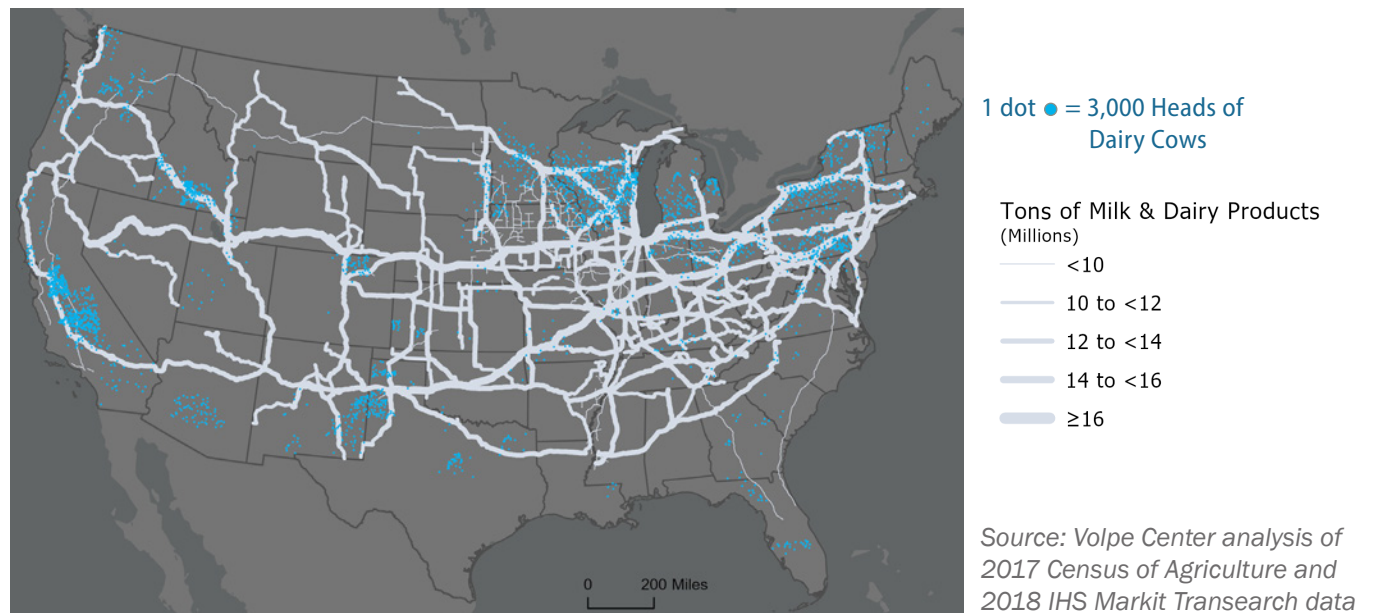 1 dot ● = 3,000 Heads of
Dairy Cows
Tons of Milk & Dairy Products
(Millions)
<10
10 to <12
12 to <14
14 to <16
≥16
0 200 Miles
Source: Volpe Center analysis of
2017 Census of Agriculture and
2018 IHS Markit Transearch data